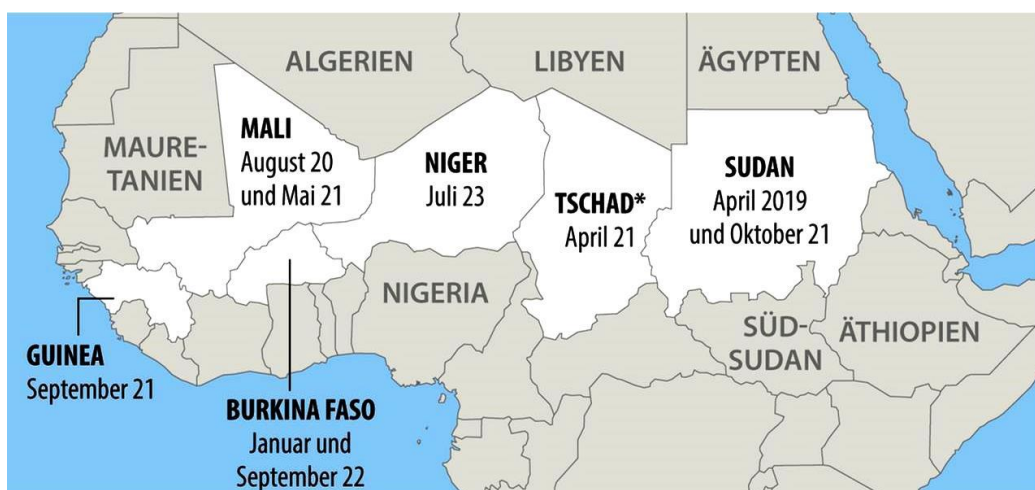 ALGERIEN
LIBYEN
ÄGYPTEN
MAURE-
TANIEN
MALI
August 20
und Mai 21
NIGER
Juli 23
TSCHAD*
April 21
SUDAN
April 2019
und Oktober 21
NIGERIA
SÜD-
SUDAN
ÄTHIOPIEN
GUINEA
September 21
BURKINA FASO
Januar und
September 22